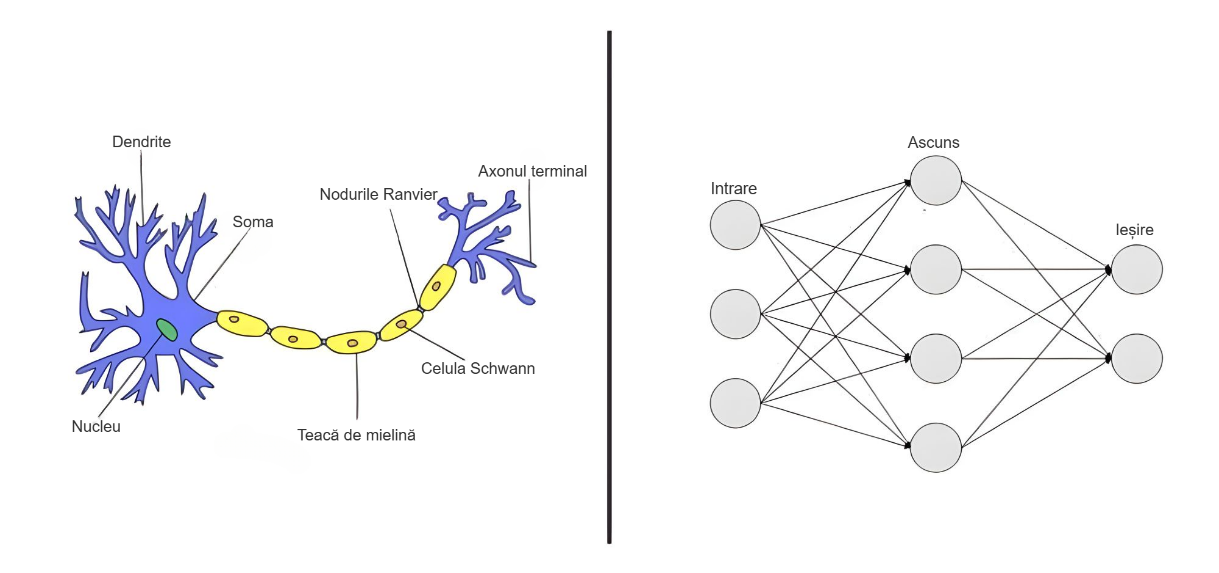 Dendrite
Soma
Nodurile Ranvier
Axonul terminal
Celula Schwann
Nucleu
Teacă de mielină
Intrare
Ascuns
Ieșire